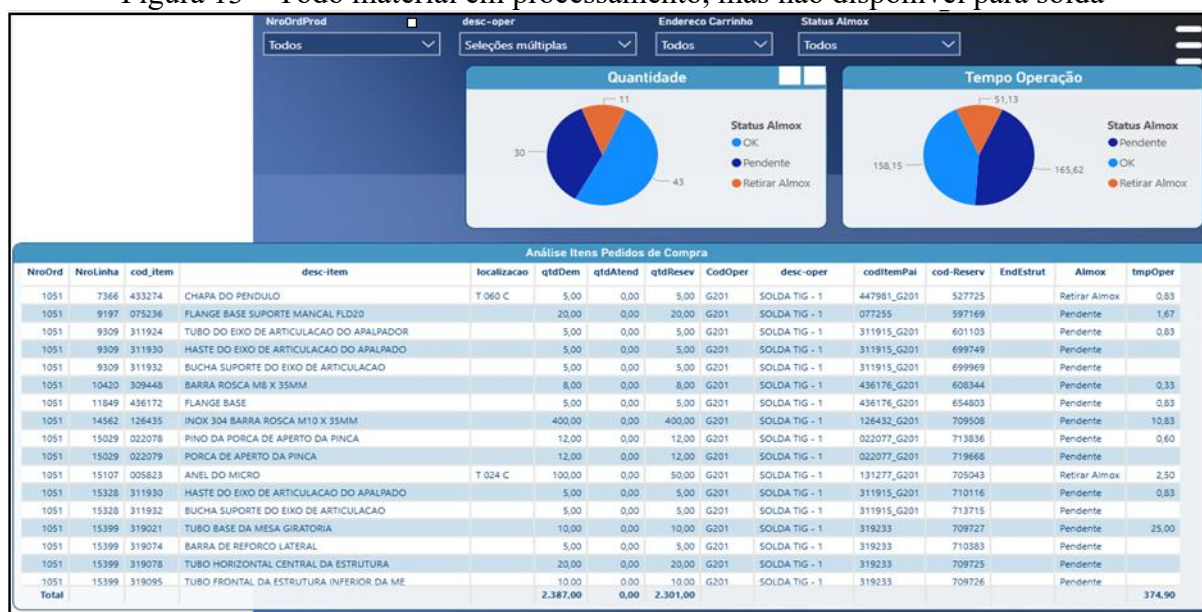 Figura 15 – Todo material em processamento, mas não disponível para solda
NroOrdProd desc-oper Endereco Carrinho Status Almox
Todos Seleções múltiplas Todos Todos
Quantidade
11
30
43
Status Almox
OK
Pendente
Retirar Almox
Tempo Operação
51,13
158,15
165,62
Status Almox
Pendente
OK
Retirar Almox
Análise Itens Pedidos de Compra
NroOrd NroLinha cod_item desc-item localizacao qtdDem qtdAtend qtdResev CodOper desc-oper coditemPai cod-Reserv EndEstrut Almox tmpOper
1051 7366 433274 CHAPA DO PENDULO T 060 C 5,00 0,00 5,00 G201 SOLDA TIG - 1 447981_G201 527725 Retirar Almox 0,83
1051 9197 075236 FLANGE BASE SUPORTE MANCAL FLD20 20,00 0,00 20,00 G201 SOLDA TIG - 1 077255 597169 Pendente 1,67
1051 9309 311924 TUBO DO EIXO DE ARTICULACAO DO APALPADOR 5,00 0,00 5,00 G201 SOLDA TIG - 1 311915_G201 601103 Pendente 0,83
1051 9309 311930 HASTE DO EIXO DE ARTICULACAO DO APALPADO 5,00 0,00 5,00 G201 SOLDA TIG - 1 311915_G201 699749 Pendente
1051 9309 311932 BUCHA SUPORTE DO EIXO DE ARTICULACAO 5,00 0,00 5,00 G201 SOLDA TIG - 1 311915_G201 699969 Pendente
1051 10420 309448 BARRA ROSCA M8 X 35MM 8,00 0,00 8,00 G201 SOLDA TIG - 1 436176_G201 608344 Pendente 0,33
1051 11849 436172 FLANGE BASE 5,00 0,00 5,00 G201 SOLDA TIG - 1 436176_G201 654803 Pendente 0,83
1051 14562 126435 INOX 304 BARRA ROSCA M10 X 35MM 400,00 0,00 400,00 G201 SOLDA TIG - 1 126432_G201 709508 Pendente 10,83
1051 15029 022078 PINO DA PORCA DE APERTO DA PINCA 12,00 0,00 12,00 G201 SOLDA TIG - 1 022077_G201 713836 Pendente 0,60
1051 15029 022079 PORCA DE APERTO DA PINCA 12,00 0,00 12,00 G201 SOLDA TIG - 1 022077_G201 719668 Pendente
1051 15107 005823 ANEL DO MICRO T 024 C 100,00 0,00 50,00 G201 SOLDA TIG - 1 131277_G201 705043 Retirar Almox 2,50
1051 15328 311930 HASTE DO EIXO DE ARTICULACAO DO APALPADO 5,00 0,00 5,00 G201 SOLDA TIG - 1 311915_G201 710116 Pendente 0,83
1051 15328 311932 BUCHA SUPORTE DO EIXO DE ARTICULACAO 5,00 0,00 5,00 G201 SOLDA TIG - 1 311915_G201 713715 Pendente
1051 15399 319021 TUBO BASE DA MESA GIRATORIA 10,00 0,00 10,00 G201 SOLDA TIG - 1 319233 709727 Pendente 25,00
1051 15399 319074 BARRA DE REFORCO LATERAL 5,00 0,00 5,00 G201 SOLDA TIG - 1 319233 710383 Pendente
1051 15399 319078 TUBO HORIZONTAL CENTRAL DA ESTRUTURA 20,00 0,00 20,00 G201 SOLDA TIG - 1 319233 709725 Pendente
1051 15399 319095 TUBO FRONTAL DA ESTRUTURA INFERIOR DA ME 10,00 0,00 10,00 G201 SOLDA TIG - 1 319233 709726 Pendente
Total 2.387,00 0,00 2.301,00 374,90